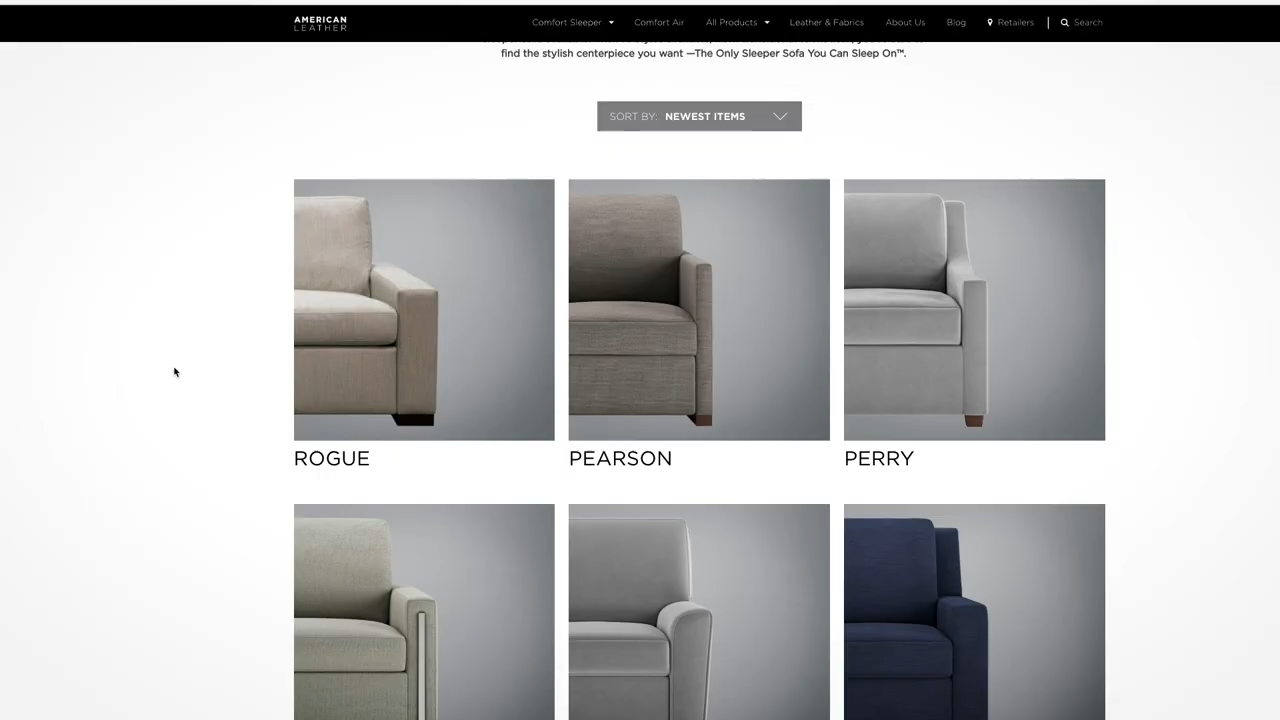 AMERICAN
LEATHER
Comfort Sleeper
Comfort Air
All Products
Leather & Fabrics
About Us
Blog
Retailers
Search
find the stylish centerpiece you want —The Only Sleeper Sofa You Can Sleep On™.
SORT BY: NEWEST ITEMS
ROGUE
PEARSON
PERRY